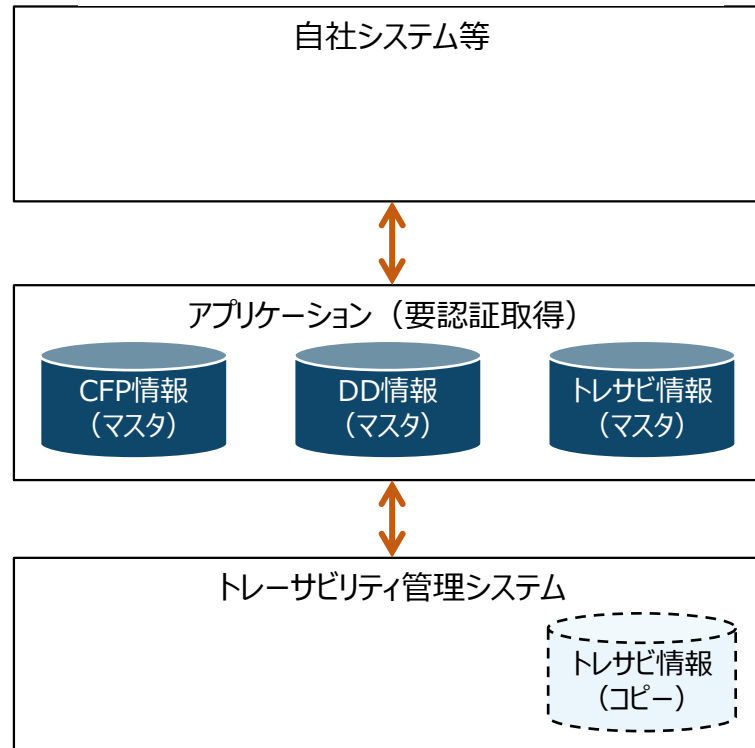 自社システム等
アプリケーション（要認証取得）
CFP情報
（マスタ）
DD情報
（マスタ）
トレサビ情報
（マスタ）
トレーサビリティ管理システム
トレサビ情報
（コピー）